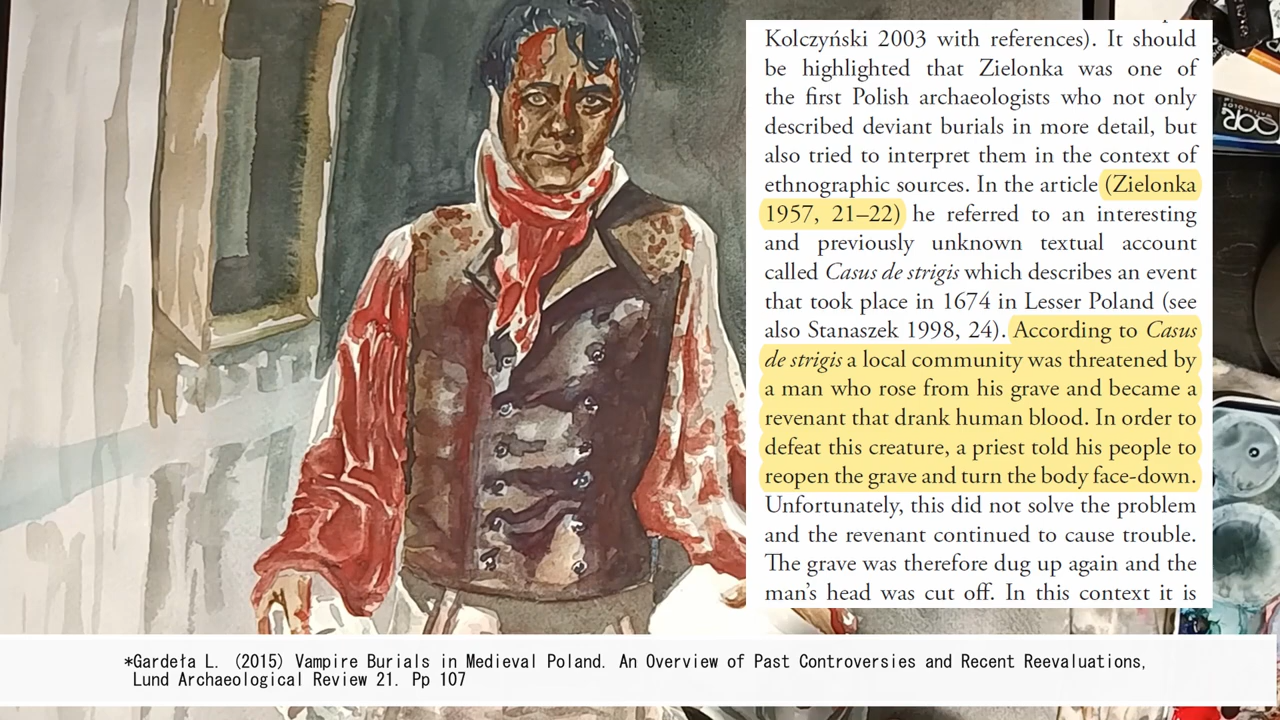 Kolczyński 2003 with references). It should
be highlighted that Zielonka was one of
the first Polish archaeologists who not only
described deviant burials in more detail, but
also tried to interpret them in the context of
ethnographic sources. In the article (Zielonka
1957, 21–22) he referred to an interesting
and previously unknown textual account
called Casus de strigis which describes an event
that took place in 1674 in Lesser Poland (see
also Stanaszek 1998, 24). According to Casus
de strigis a local community was threatened by
a man who rose from his grave and became a
revenant that drank human blood. In order to
defeat this creature, a priest told his people to
reopen the grave and turn the body face-down.
Unfortunately, this did not solve the problem
and the revenant continued to cause trouble.
The grave was therefore dug up again and the
man's head was cut off. In this context it is
*Gardeła L. (2015) Vampire Burials in Medieval Poland. An Overview of Past Controversies and Recent Reevaluations,
Lund Archaeological Review 21. Pp 107